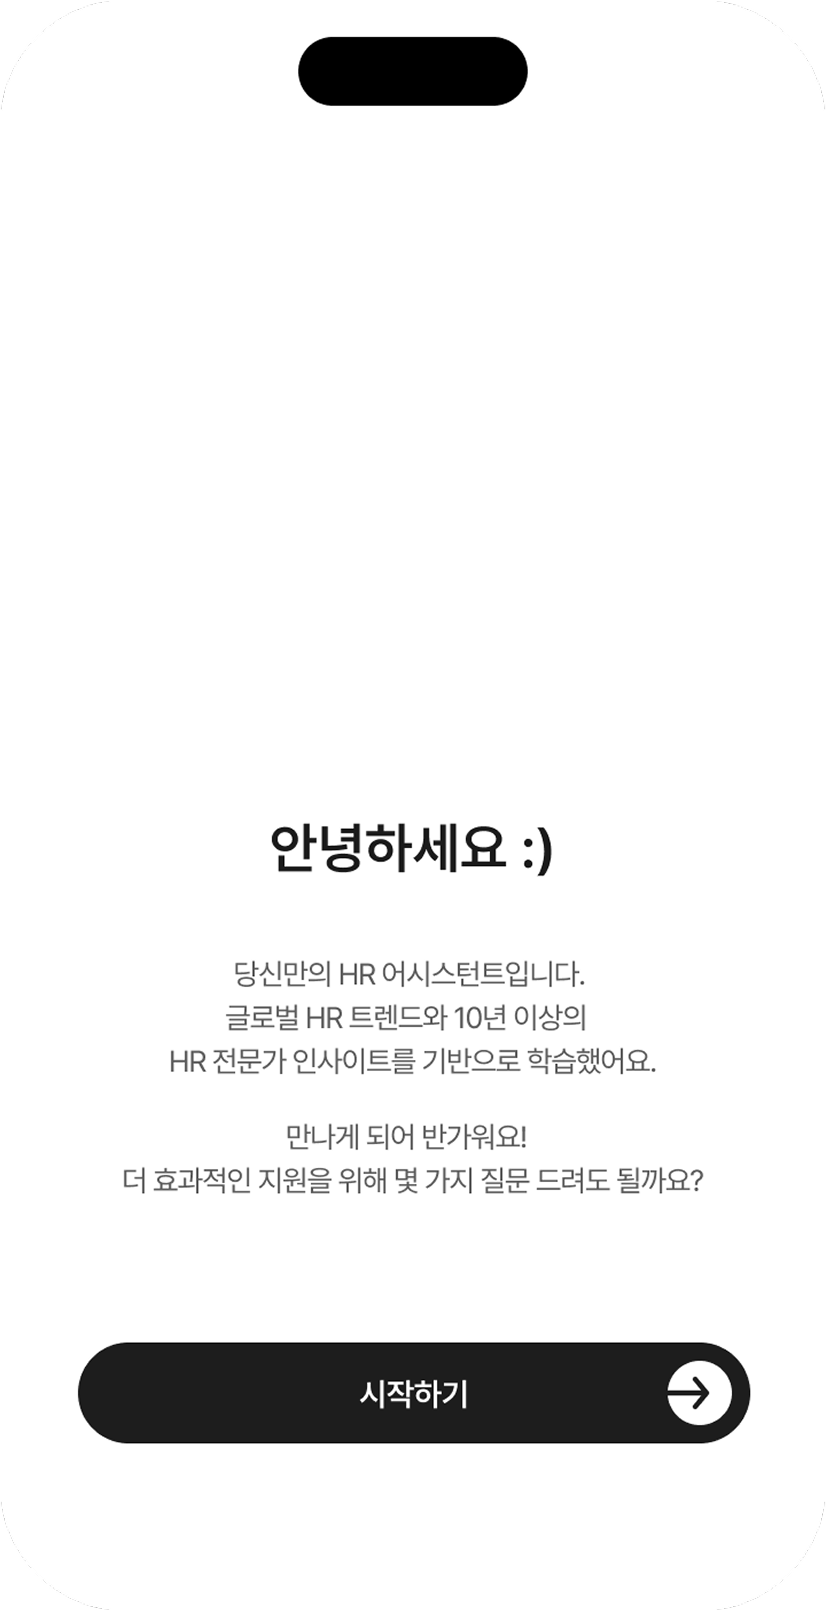 안녕하세요 :)
당신만의 HR 어시스턴트입니다.
글로벌 HR 트렌드와 10년 이상의
HR 전문가 인사이트를 기반으로 학습했어요.
만나게 되어 반가워요!
더 효과적인 지원을 위해 몇 가지 질문 드려도 될까요?
시작하기